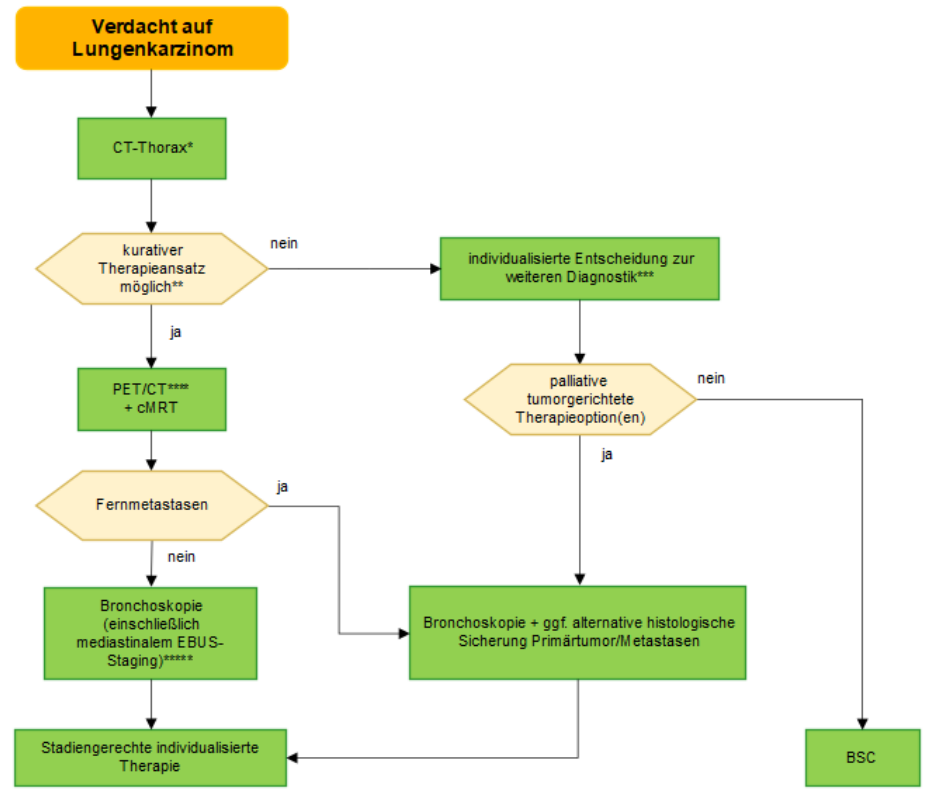 Verdacht auf
Lungenkarzinom
CT-Thorax*
kurativer
Therapieansatz
möglich**
nein
individualisierte Entscheidung zur
weiteren Diagnostik***
ja
PET/CT****
+ cMRT
palliative
tumorgerichtete
Therapieoption(en)
nein
ja
Fernmetastasen
ja
nein
Bronchoskopie
(einschließlich
mediastinalem EBUS-
Staging)*****
Bronchoskopie + ggf. alternative histologische
Sicherung Primärtumor/Metastasen
Stadiengerechte individualisierte
Therapie
BSC